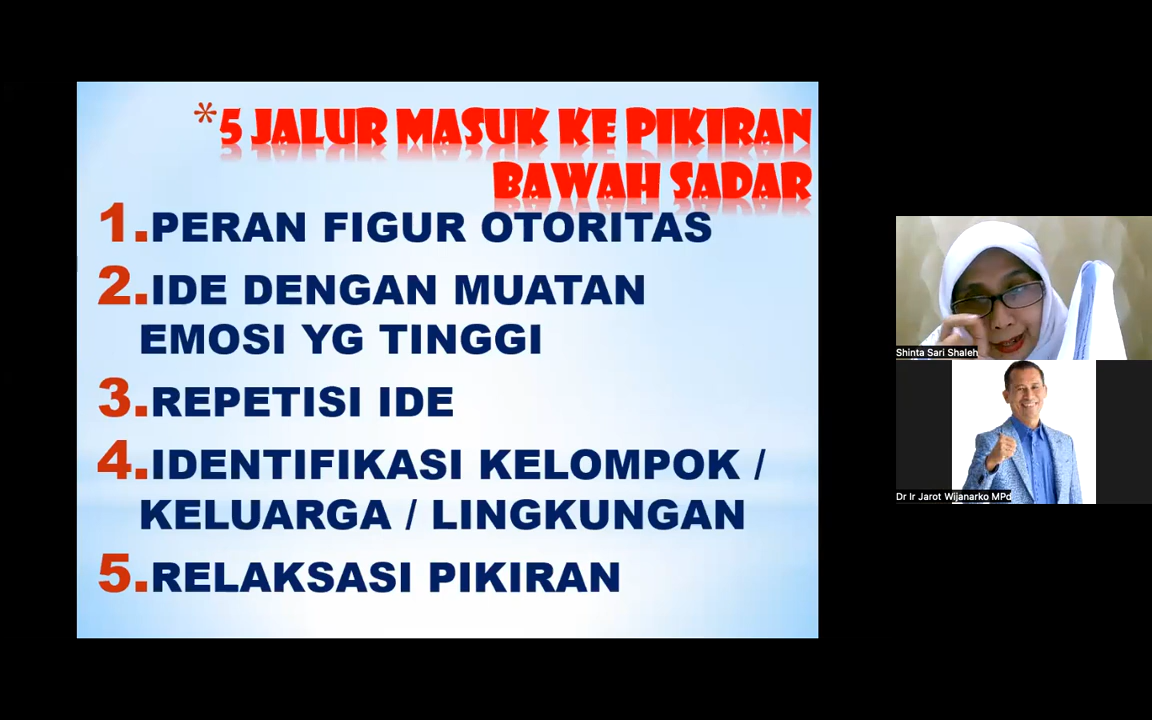 *5 JALUR MASUK KE PIKIRAN
BAWAH SADAR
1.PERAN FIGUR OTORITAS
2.IDE DENGAN MUATAN
EMOSI YG TINGGI
3.REPETISI IDE
4.IDENTIFIKASI KELOMPOK /
KELUARGA / LINGKUNGAN
5.RELAKSASI PIKIRAN
Shinta Sari Shaleh
Dr Ir Jarot Wijanarko MPd